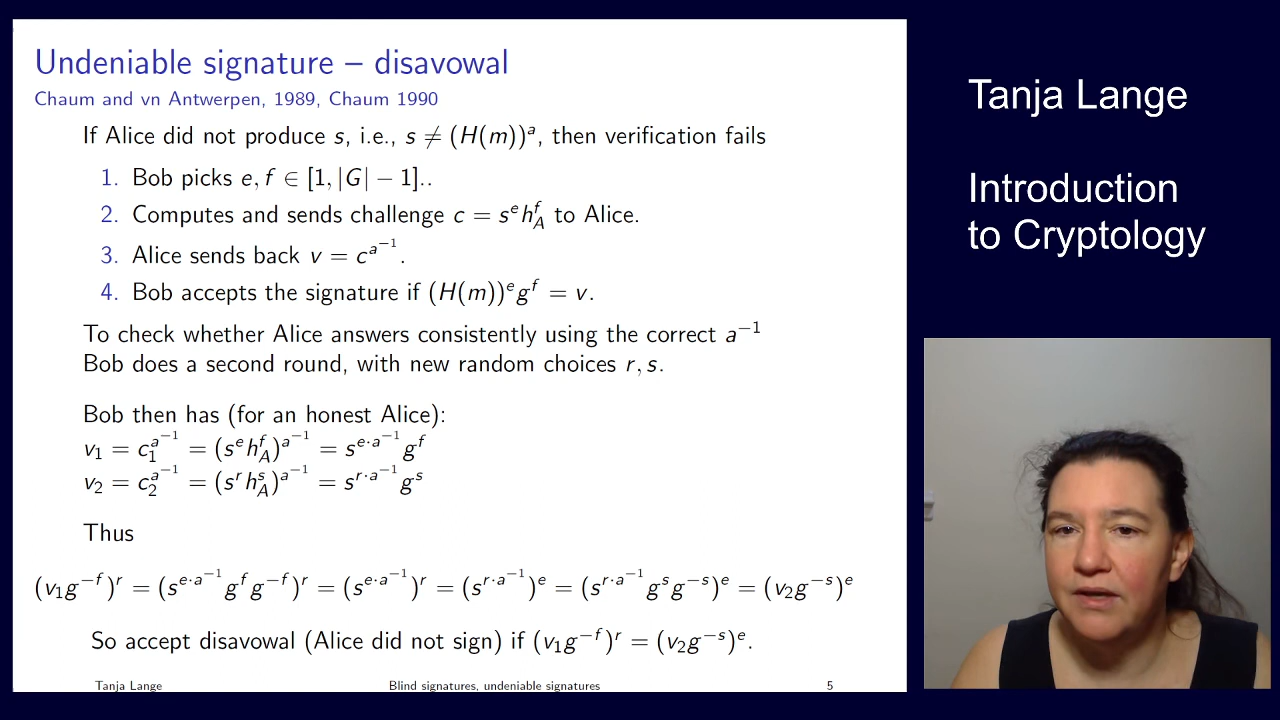 Undeniable signature – disavowal
Chaum and vn Antwerpen, 1989, Chaum 1990
If Alice did not produce s, i.e., s ≠ (H(m))^a, then verification fails
1. Bob picks e, f ∈ [1, |G| − 1]..
2. Computes and sends challenge c = s^e h_A^f to Alice.
3. Alice sends back v = c^{a^{−1}}.
4. Bob accepts the signature if (H(m))^e g^f = v.
To check whether Alice answers consistently using the correct a^{−1}
Bob does a second round, with new random choices r, s.
Bob then has (for an honest Alice):
v_1 = c_1^{a^{−1}} = (s^e h_A^f)^{a^{−1}} = s^{e·a^{−1}} g^f
v_2 = c_2^{a^{−1}} = (s^r h_A^s)^{a^{−1}} = s^{r·a^{−1}} g^s
Thus
(v_1 g^{−f})^r = (s^{e·a^{−1}} g^f g^{−f})^r = (s^{e·a^{−1}})^r = (s^{r·a^{−1}})^e = (s^{r·a^{−1}} g^s g^{−s})^e = (v_2 g^{−s})^e
So accept disavowal (Alice did not sign) if (v_1 g^{−f})^r = (v_2 g^{−s})^e.
Tanja Lange
Blind signatures, undeniable signatures
5
Tanja Lange
Introduction
to Cryptology